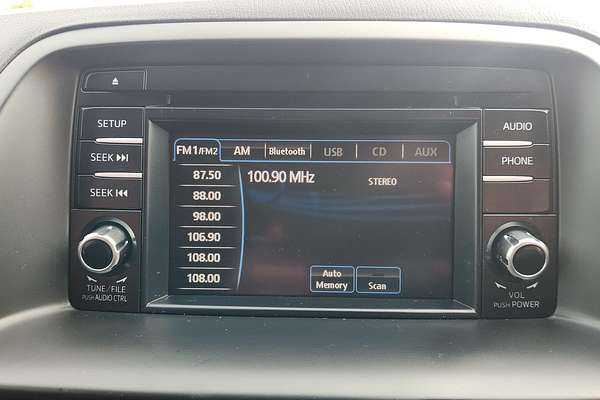 SETUP
SEEK
SEEK
TUNE/FILE
PUSH AUDIO CTRL
FM1/FM2 AM Bluetooth USB CD AUX
87.50
88.00
98.00
106.90
108.00
108.00
100.90 MHz
STEREO
Auto
Memory
Scan
AUDIO
PHONE
VOL
PUSH POWER